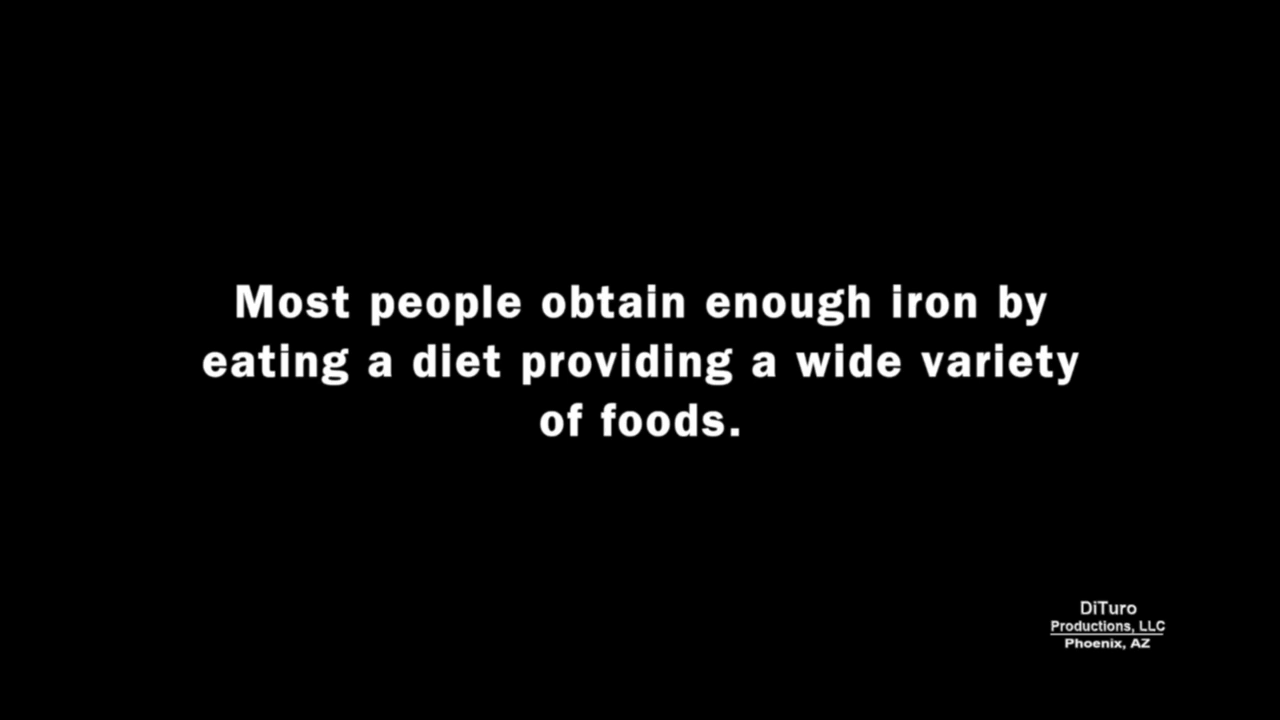 Most people obtain enough iron by
eating a diet providing a wide variety
of foods.
DiTuro
Productions, LLC
Phoenix, AZ